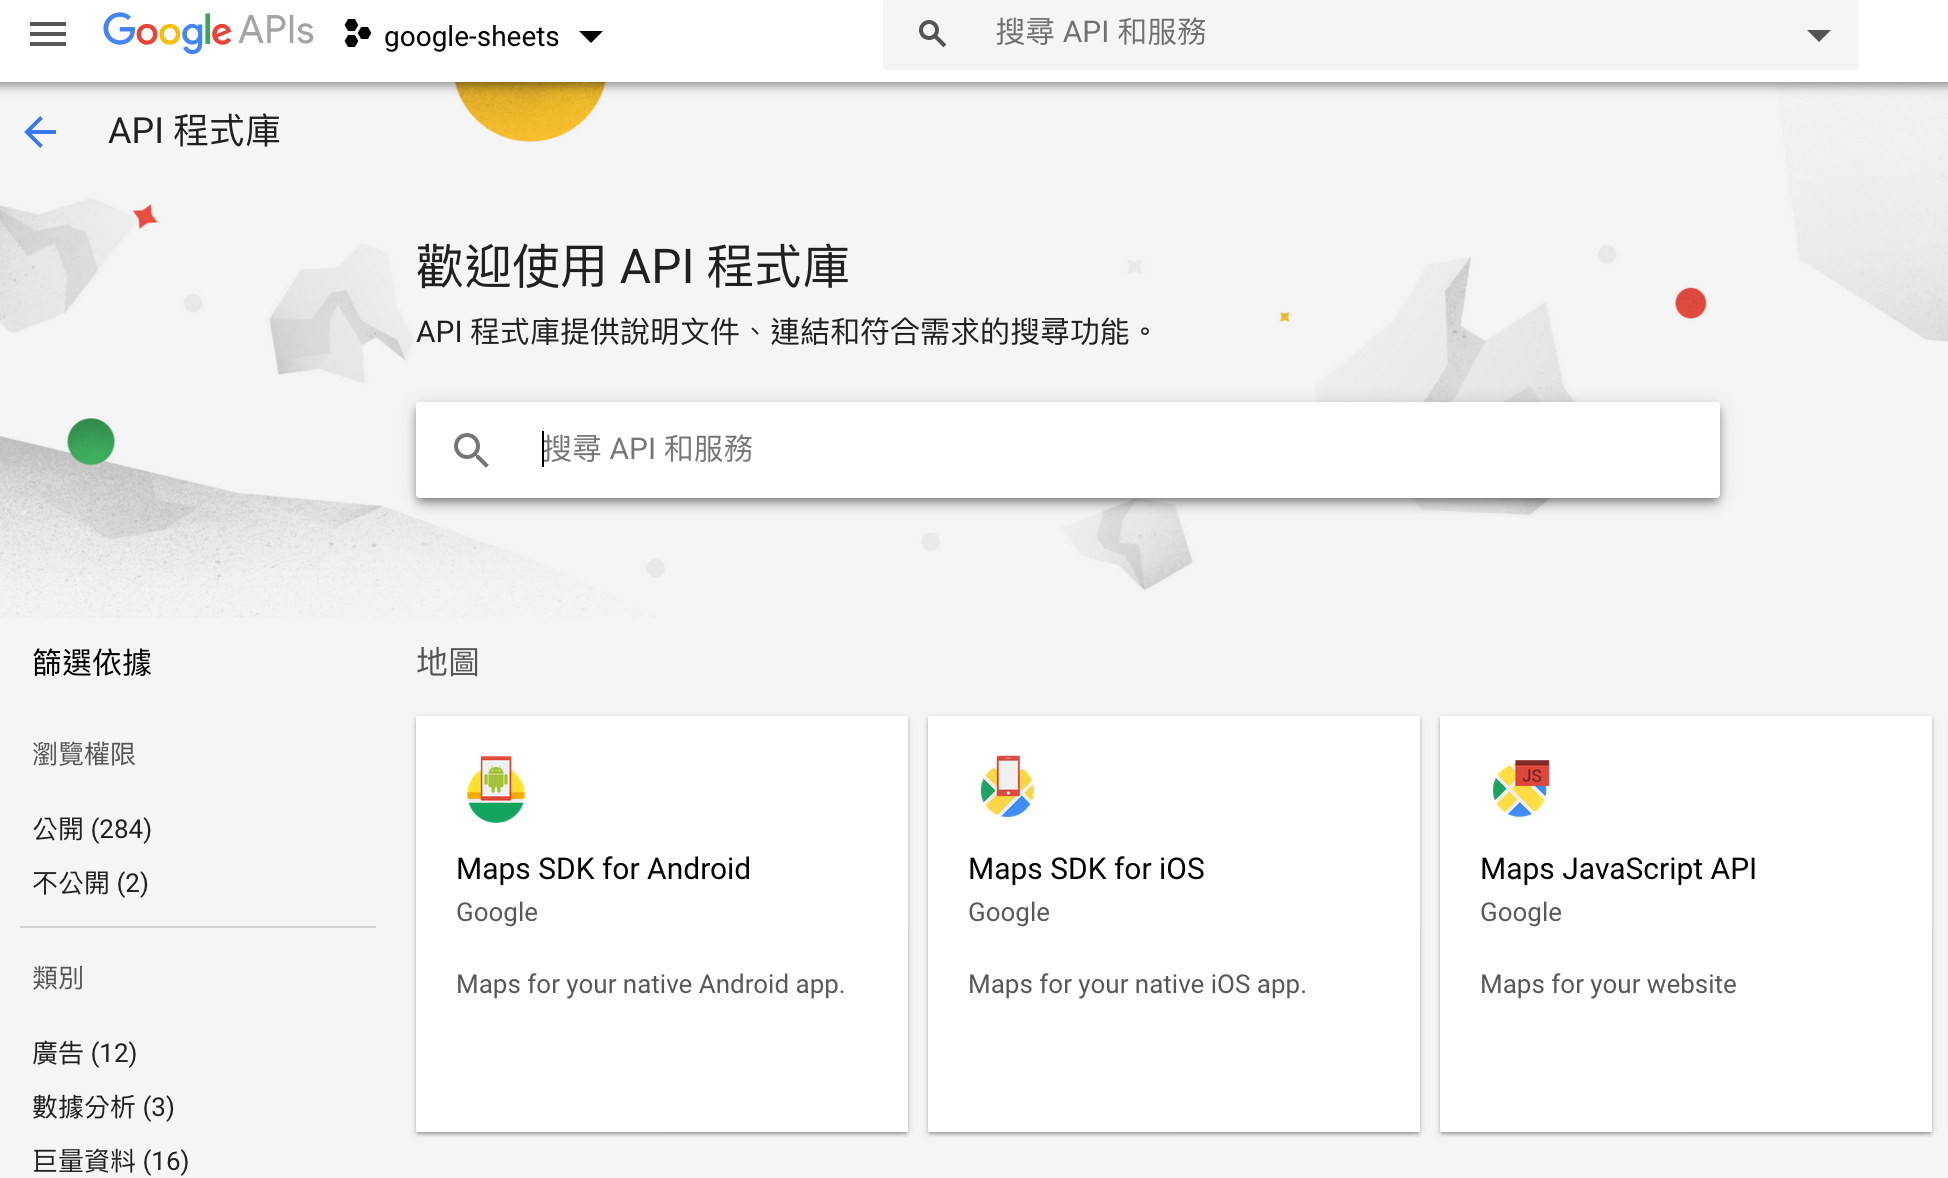 Google APIs
google-sheets
搜尋 API 和服務
API 程式庫
歡迎使用 API 程式庫
API 程式庫提供說明文件、連結和符合需求的搜尋功能。
搜尋 API 和服務
篩選依據
瀏覽權限
公開 (284)
不公開 (2)
類別
廣告 (12)
數據分析 (3)
巨量資料 (16)
地圖
Maps SDK for Android
Google
Maps for your native Android app.
Maps SDK for iOS
Google
Maps for your native iOS app.
JS
Maps JavaScript API
Google
Maps for your website